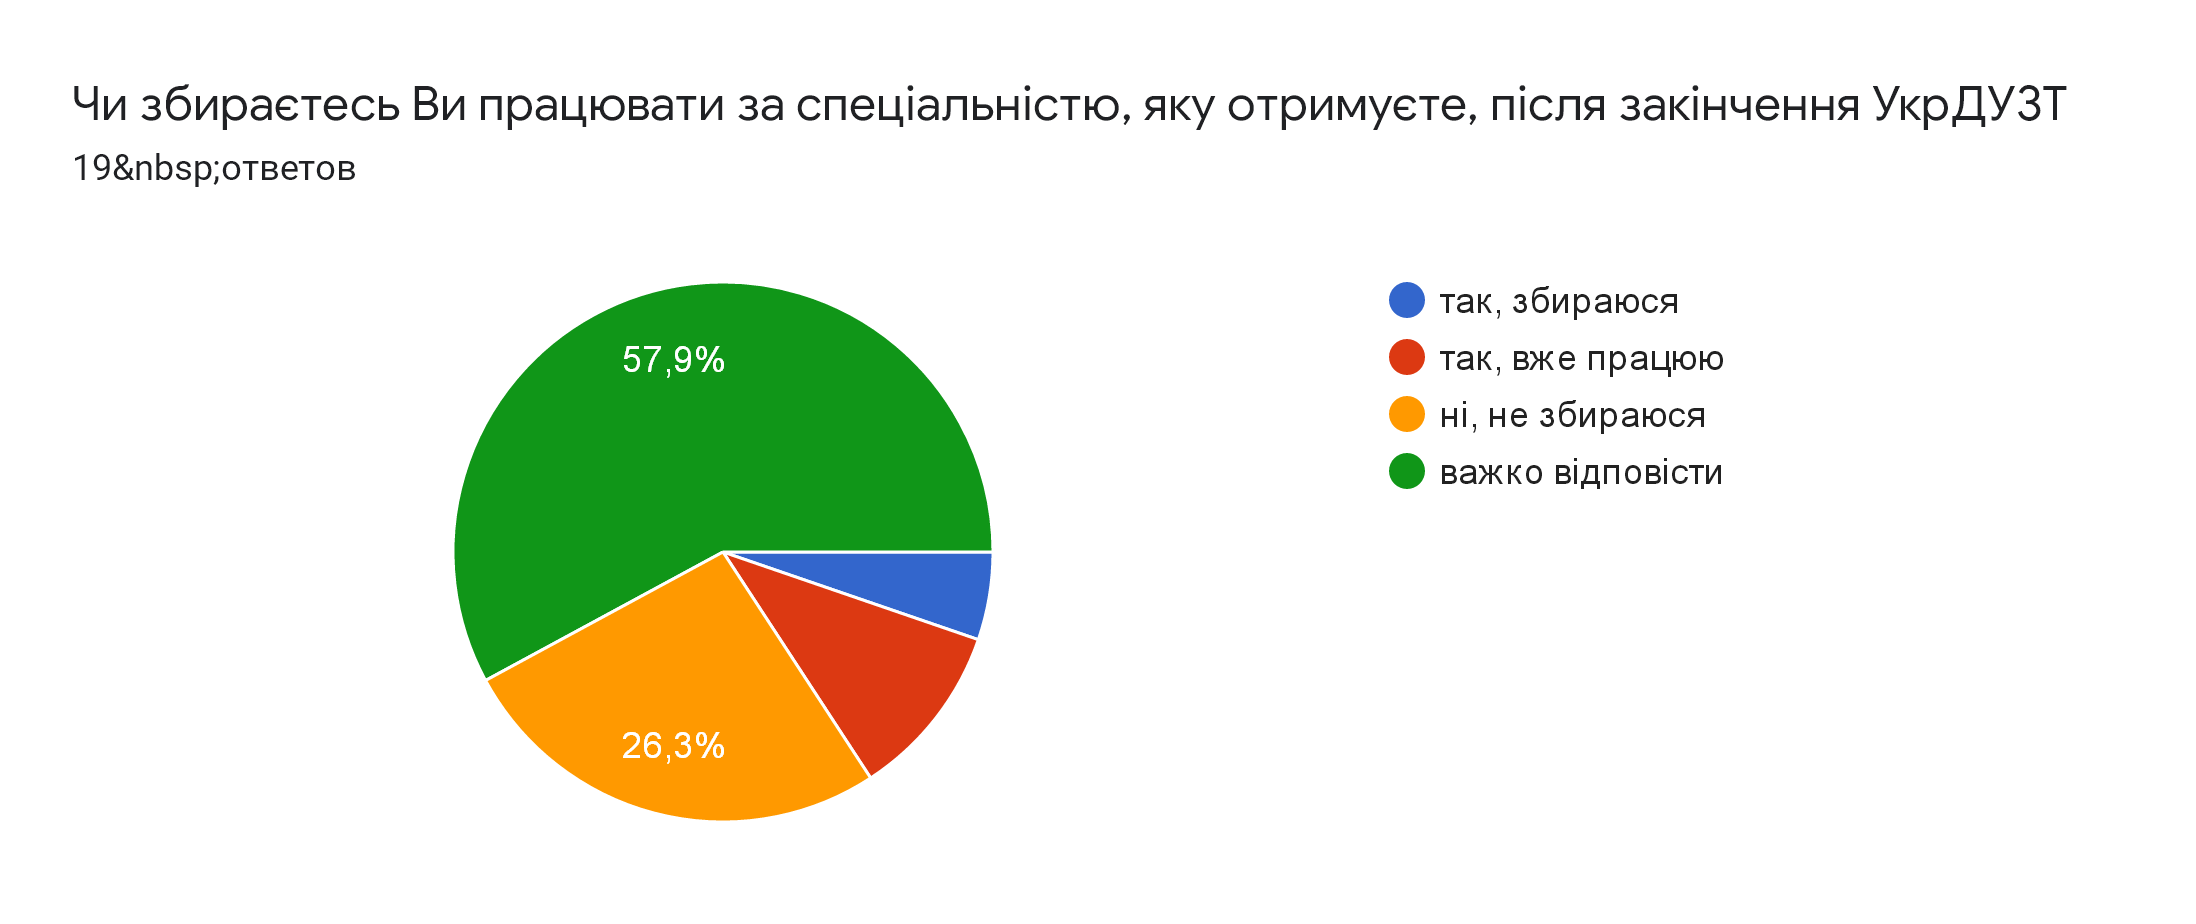 Чи збираєтесь Ви працювати за спеціальністю, яку отримуєте, після закінчення УкрДУЗТ
19&nbsp;ответов
57,9%
26,3%
так, збираюся
так, вже працюю
ні, не збираюся
важко відповісти